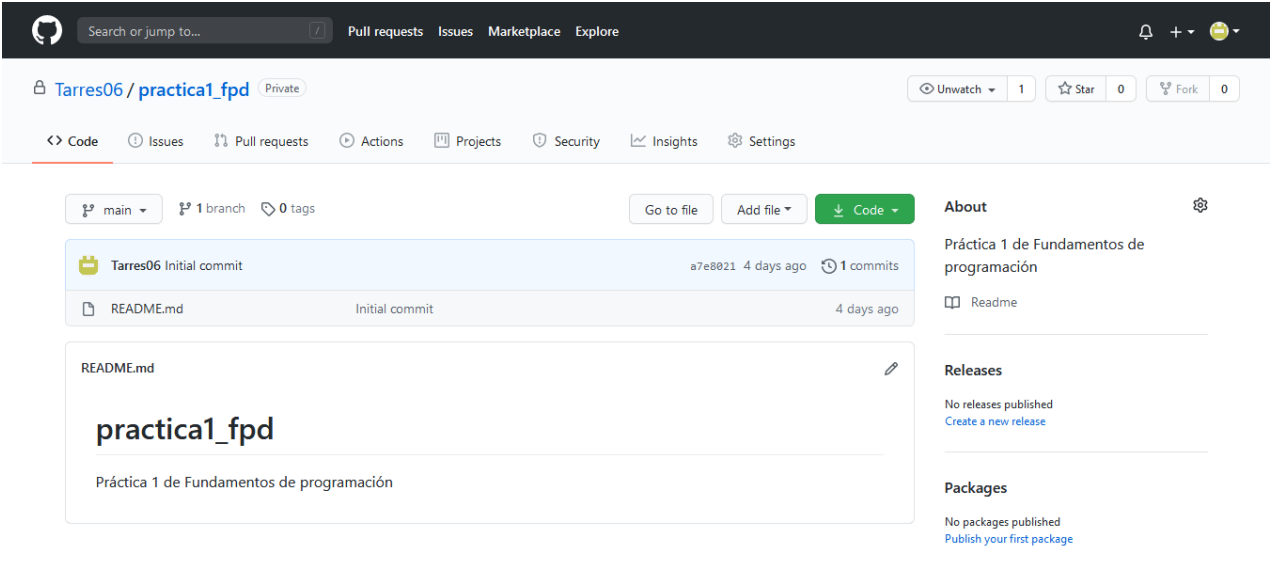 Search or jump to... /
Pull requests Issues Marketplace Explore
Tarres06 / practica1_fpd Private
Unwatch 1 Star 0 Fork 0
Code Issues Pull requests Actions Projects Security Insights Settings
main 1 branch 0 tags
Go to file Add file Code
Tarres06 Initial commit a7e8021 4 days ago 1 commits
README.md Initial commit 4 days ago
README.md
practica1_fpd
Práctica 1 de Fundamentos de programación
About
Práctica 1 de Fundamentos de
programación
Readme
Releases
No releases published
Create a new release
Packages
No packages published
Publish your first package